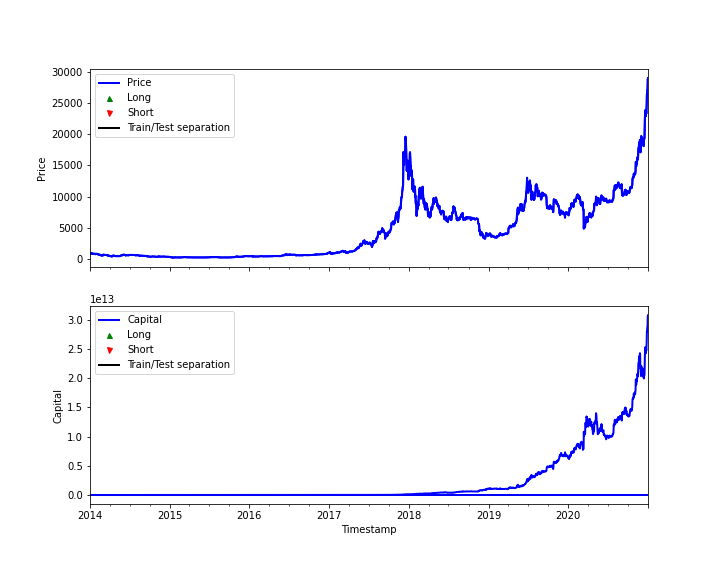 30000
25000
20000
15000
10000
5000
0
Price
Price
Long
Short
Train/Test separation
1e13
3.0
2.5
2.0
1.5
1.0
0.5
0.0
Capital
Capital
Long
Short
Train/Test separation
2014 2015 2016 2017 2018 2019 2020
Timestamp